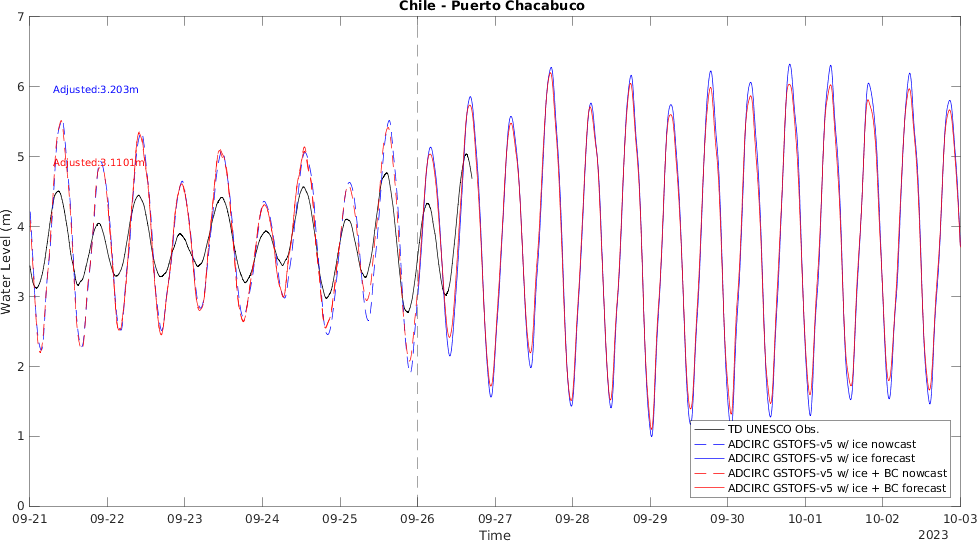 Chile - Puerto Chacabuco
7
6
5
4
3
2
1
0
Water Level (m)
Adjusted:3.203m
Adjusted:3.1101m
TD UNESCO Obs.
ADCIRC GSTOFS-v5 w/ ice nowcast
ADCIRC GSTOFS-v5 w/ ice forecast
ADCIRC GSTOFS-v5 w/ ice + BC nowcast
ADCIRC GSTOFS-v5 w/ ice + BC forecast
09-21 09-22 09-23 09-24 09-25 09-26 09-27 09-28 09-29 09-30 10-01 10-02 10-03
Time
2023